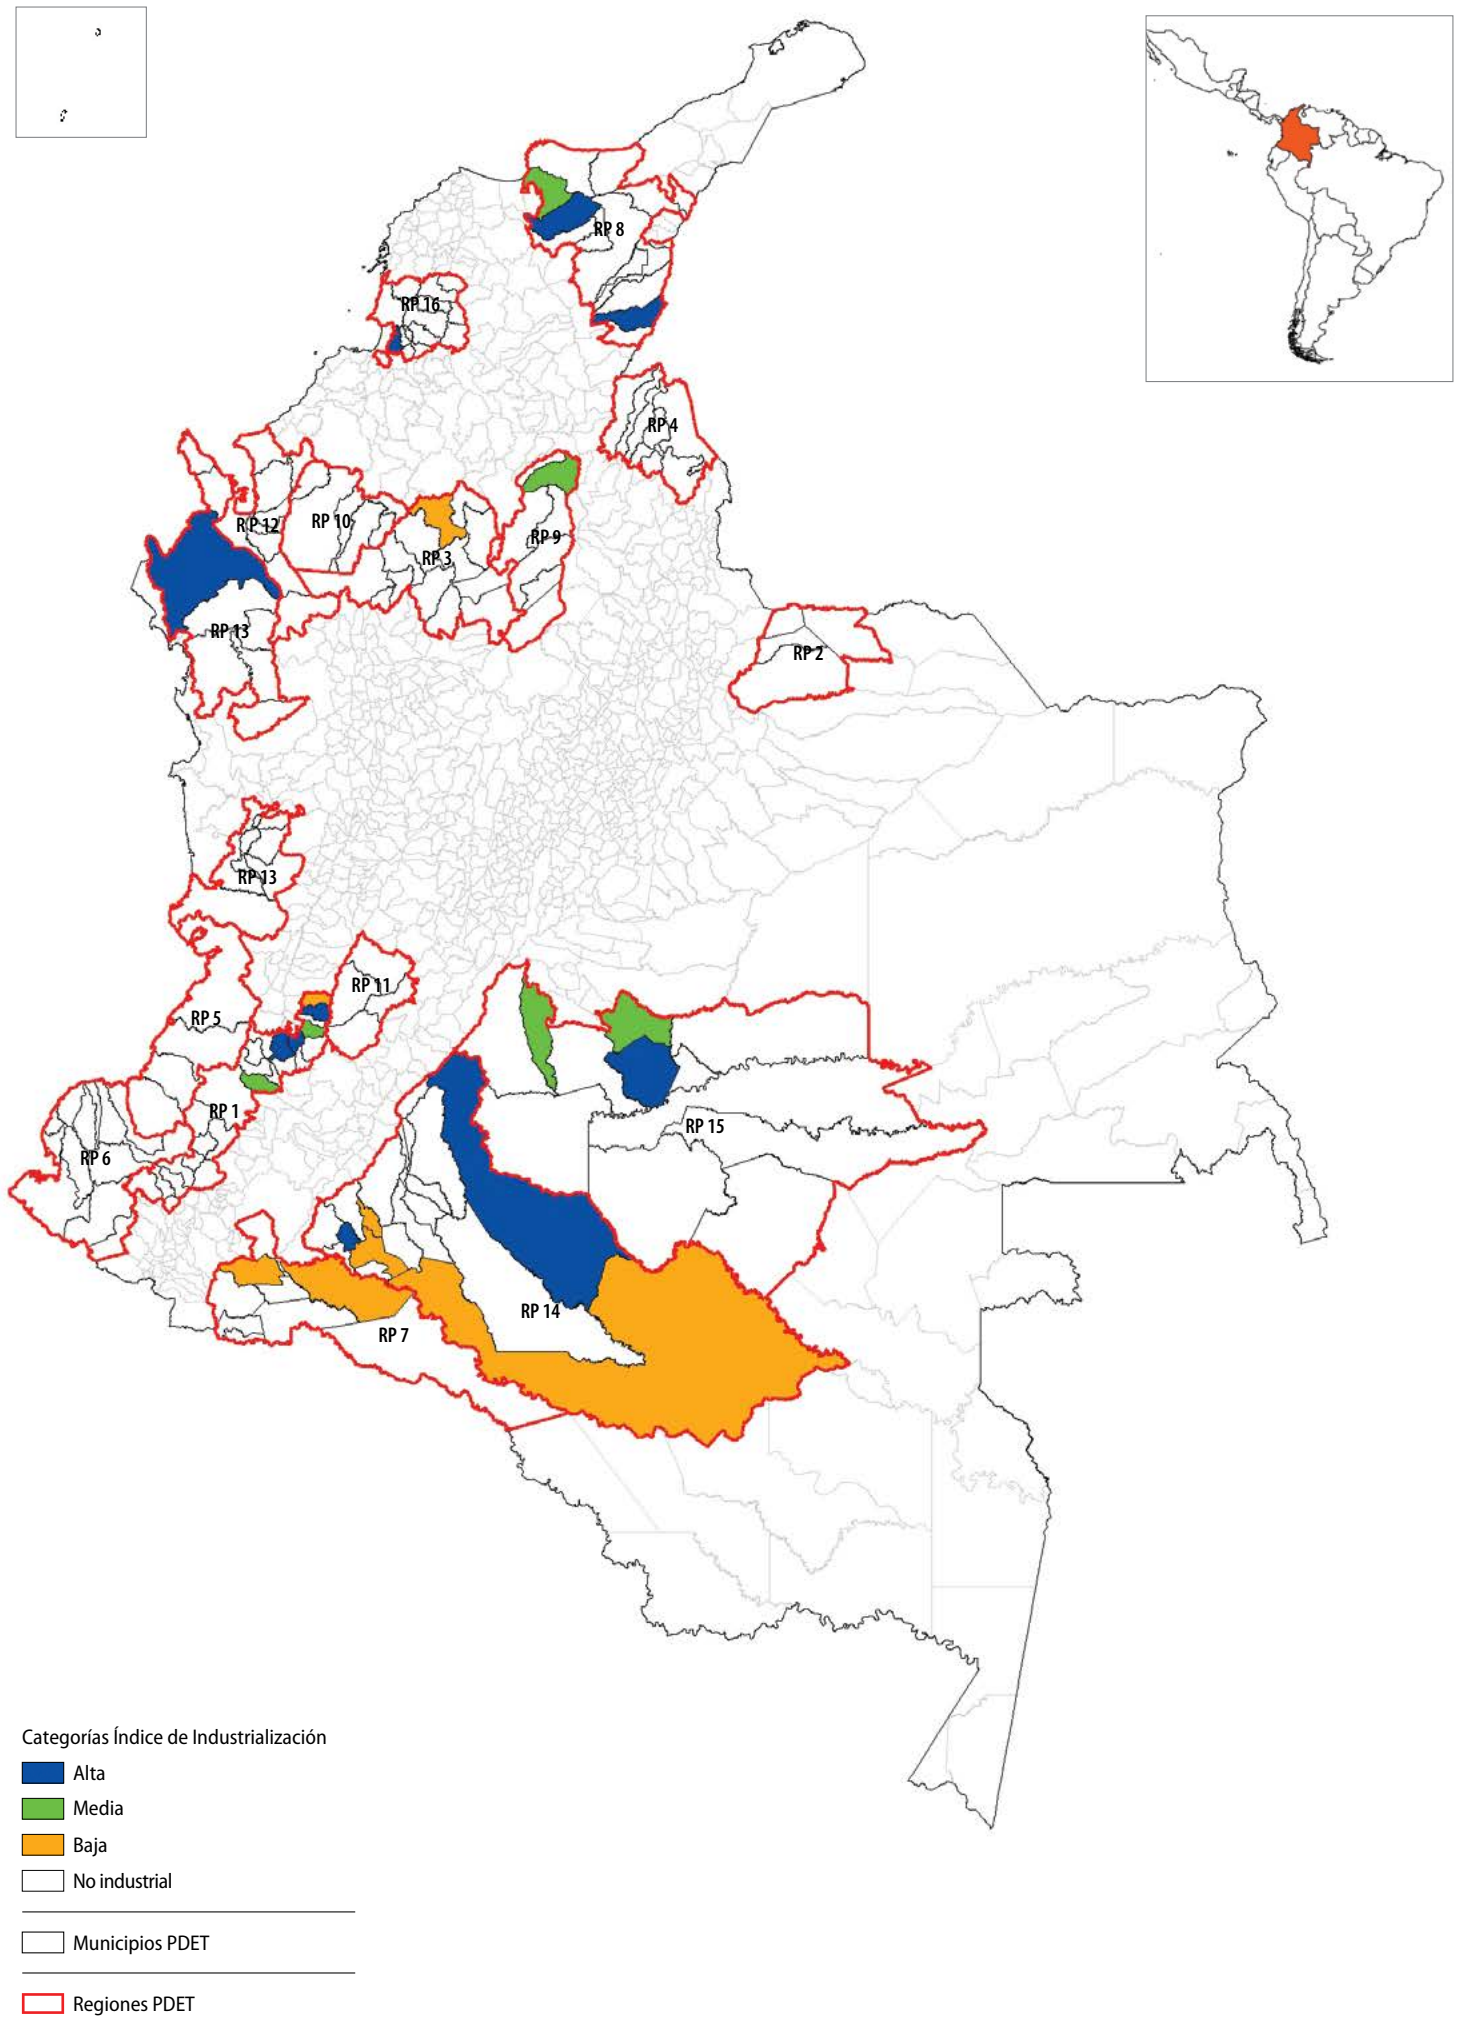 RP 8
RP 16
RP 4
RP 12
RP 10
RP 9
RP 3
RP 13
RP 2
RP 13
RP 11
RP 5
RP 1
RP 15
RP 6
RP 14
RP 7
Categorías Índice de Industrialización
Alta
Media
Baja
No industrial
Municipios PDET
Regiones PDET